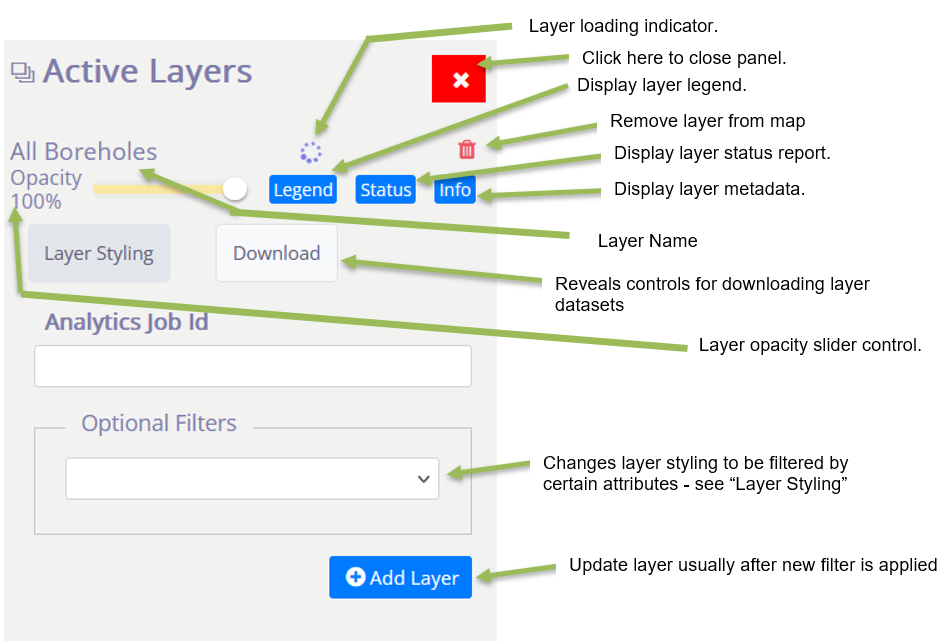 Layer loading indicator.
Click here to close panel.
Active Layers
Display layer legend.
Remove layer from map
All Boreholes
Display layer status report.
Opacity
100%
Legend
Status
Info
Display layer metadata.
Layer Name
Layer Styling
Download
Reveals controls for downloading layer
datasets
Analytics Job Id
Layer opacity slider control.
Optional Filters
Changes layer styling to be filtered by
certain attributes - see “Layer Styling”
Add Layer
Update layer usually after new filter is applied